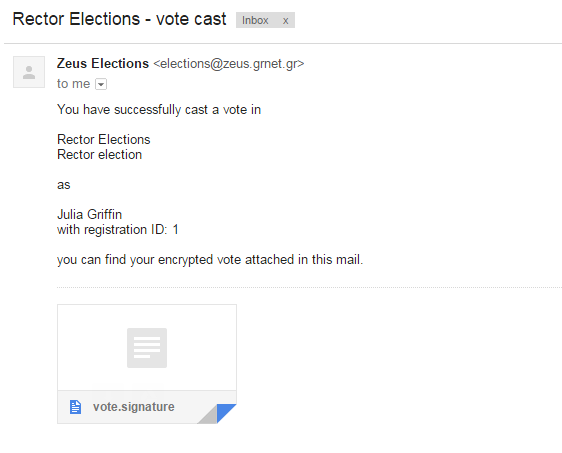 Rector Elections - vote cast Inbox x
Zeus Elections <elections@zeus.grnet.gr>
to me
You have successfully cast a vote in
Rector Elections
Rector election
as
Julia Griffin
with registration ID: 1
you can find your encrypted vote attached in this mail.
vote.signature